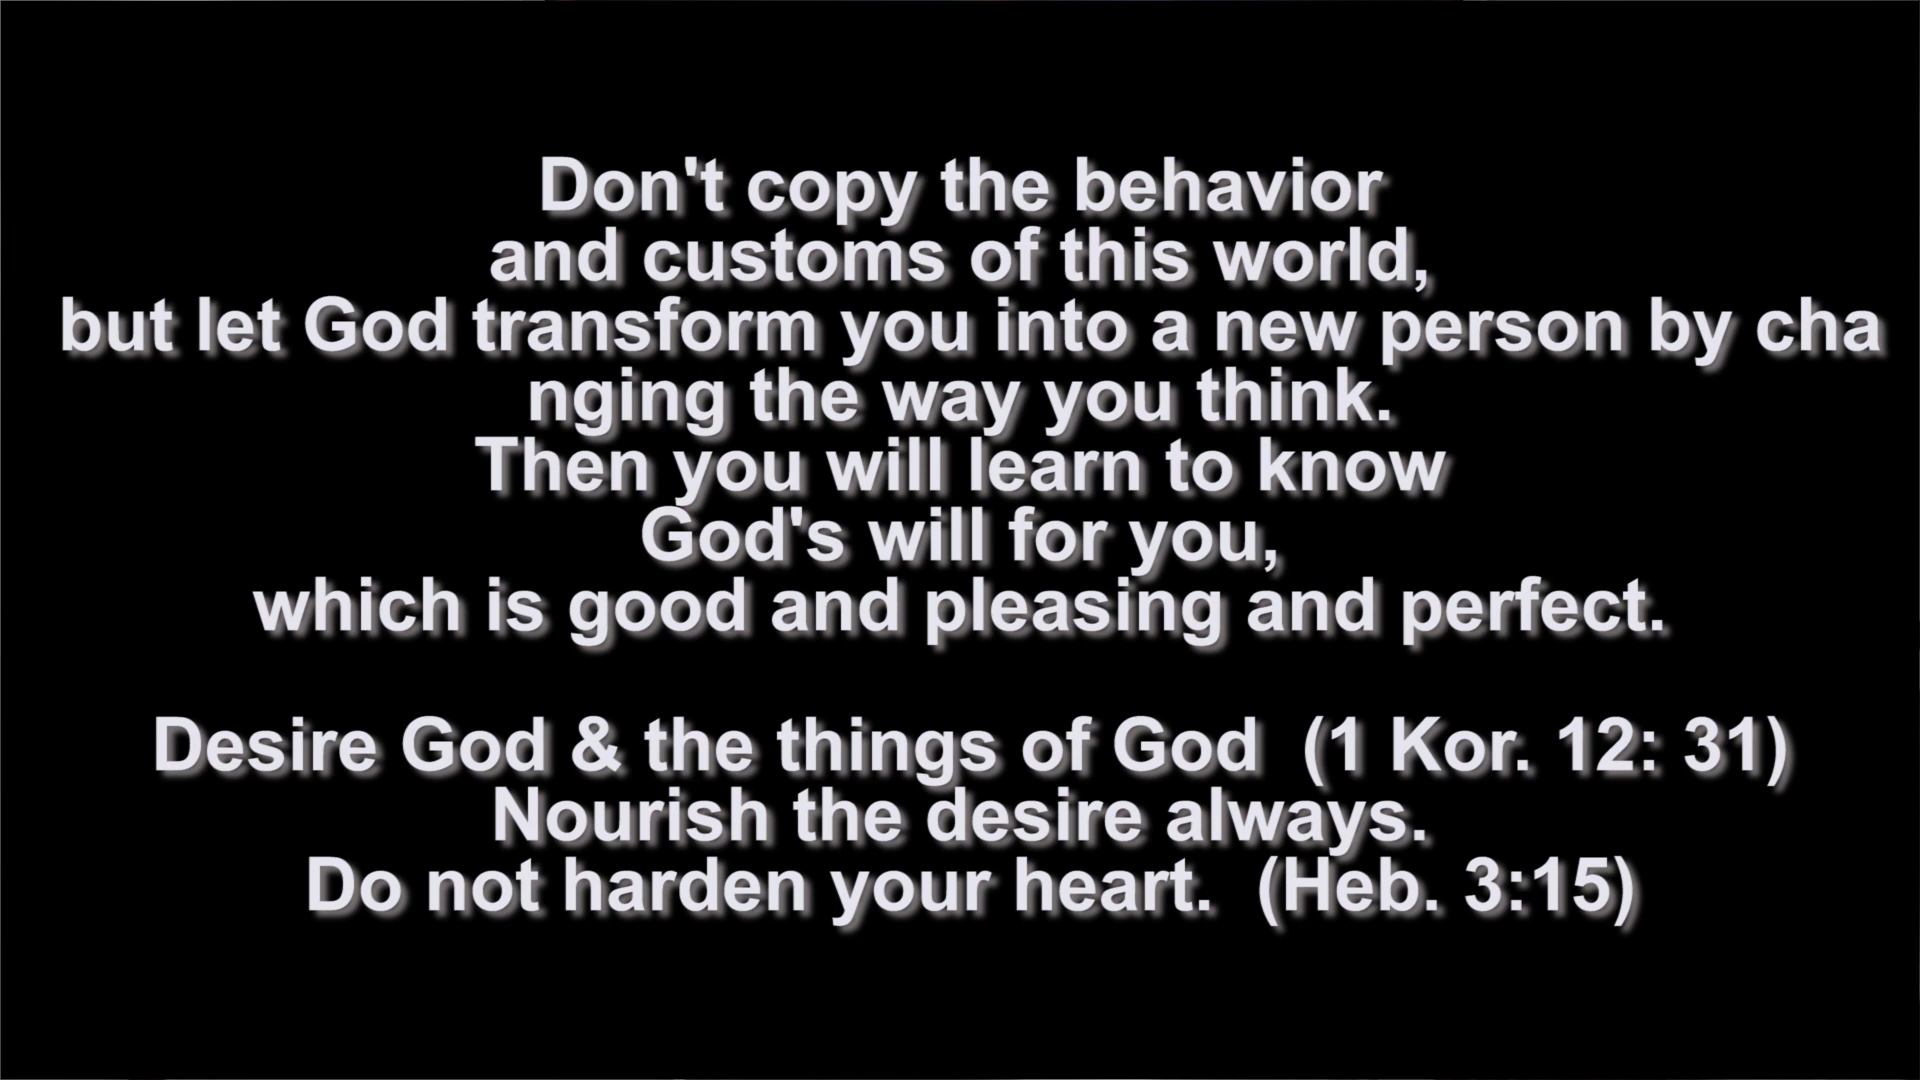 Don't copy the behavior
and customs of this world,
but let God transform you into a new person by cha
nging the way you think.
Then you will learn to know
God's will for you,
which is good and pleasing and perfect.
Desire God & the things of God  (1 Kor. 12: 31)
Nourish the desire always.
Do not harden your heart.  (Heb. 3:15)